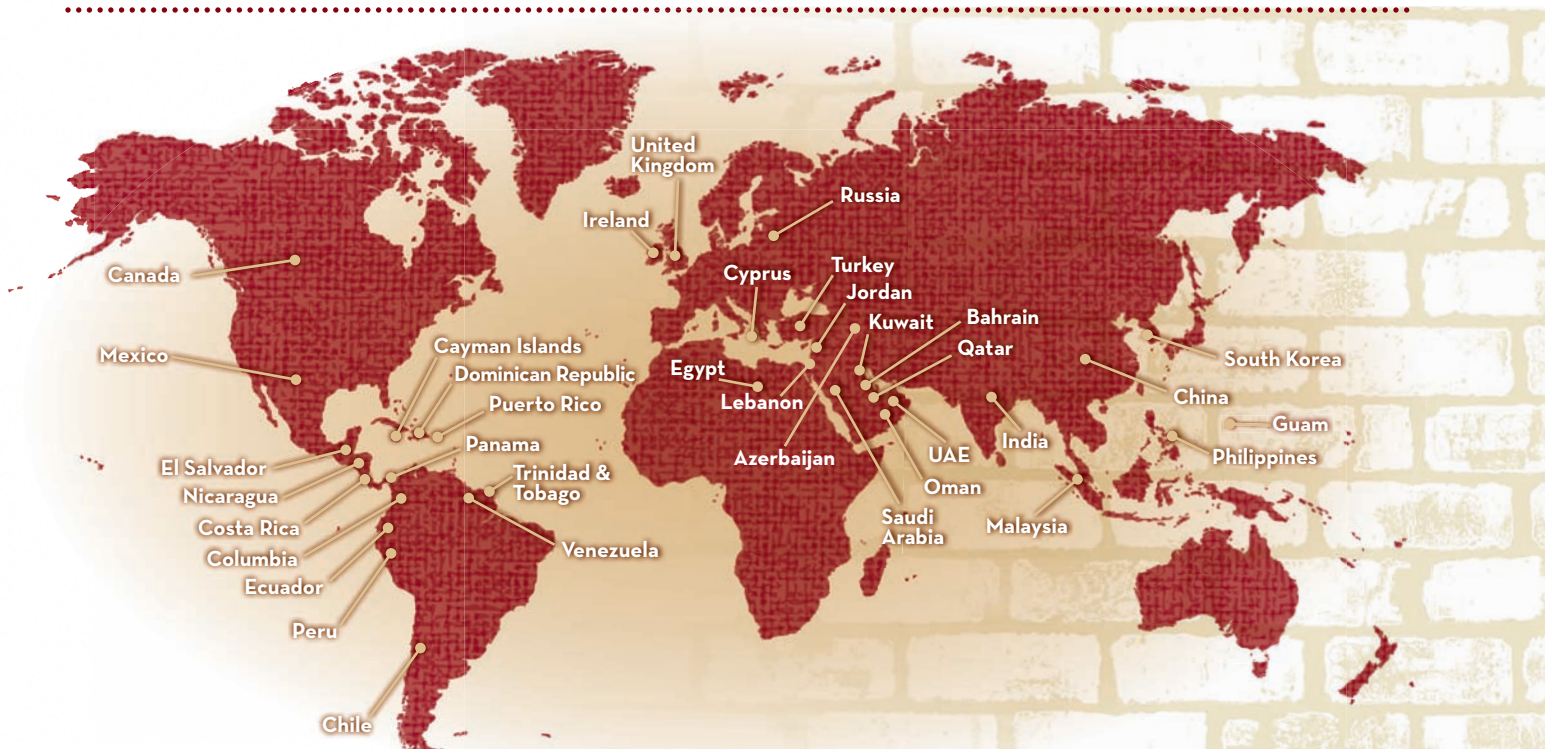 United
Kingdom
Russia
Ireland
Canada
Cyprus
Turkey
Jordan
Kuwait
Bahrain
Qatar
Mexico
Cayman Islands
Dominican Republic
Puerto Rico
Egypt
Lebanon
South Korea
China
Guam
Panama
Azerbaijan
UAE
India
Philippines
El Salvador
Trinidad &
Tobago
Nicaragua
Oman
Costa Rica
Saudi
Arabia
Malaysia
Columbia
Venezuela
Ecuador
Peru
Chile